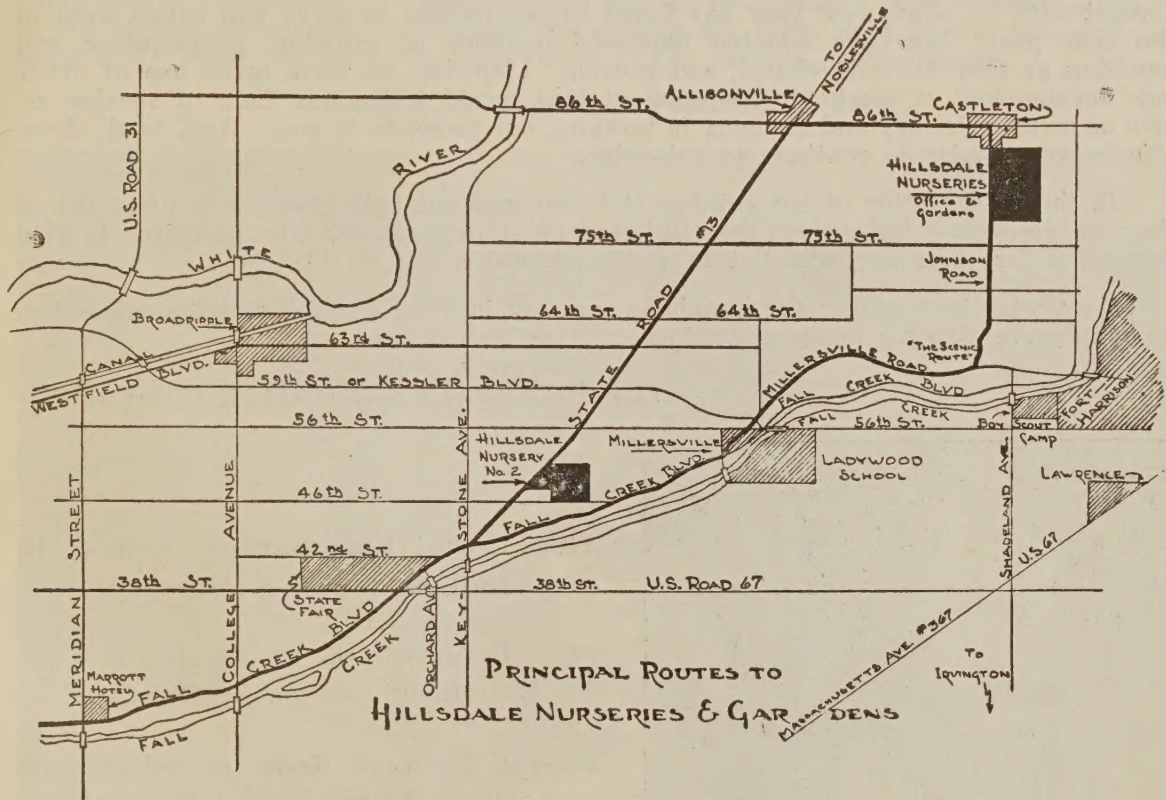 TO
NOBLESVILLE
ALLISONVILLE
86th ST.
86th ST.
CASTLETON
U.S. ROAD 31
RIVER
HILLSDALE
NURSERIES
Office &
Gardens
#13
75th ST.
75th ST.
WHITE
JOHNSON
ROAD
STATE ROAD
64th ST.
64th ST.
BROADRIPPLE
63rd ST.
"THE SCENIC
ROUTE"
CANAL
WESTFIELD BLVD.
MILLERSVILLE ROAD
59th ST. or KESSLER BLVD.
FALL CREEK BLVD
FALL CREEK
FORT
HARRISON
56th ST.
56th ST.
BOY SCOUT
CAMP
HILLSDALE
NURSERY
No. 2
MILLERSVILLE
LADYWOOD
SCHOOL
LAWRENCE
46th ST.
FALL CREEK BLVD.
MERIDIAN STREET
COLLEGE AVENUE
KEYSTONE AVE.
SHADELAND AVE.
42nd ST.
U.S. 67
38th ST.
38th ST.
U.S. ROAD 67
STATE
FAIR
ORCHARD AV.
MARROTT
HOTEL
FALL CREEK BLVD
FALL CREEK
MASSACHUSETTS AVE. #367
TO
IRVINGTON
PRINCIPAL ROUTES TO
HILLSDALE NURSERIES & GARDENS